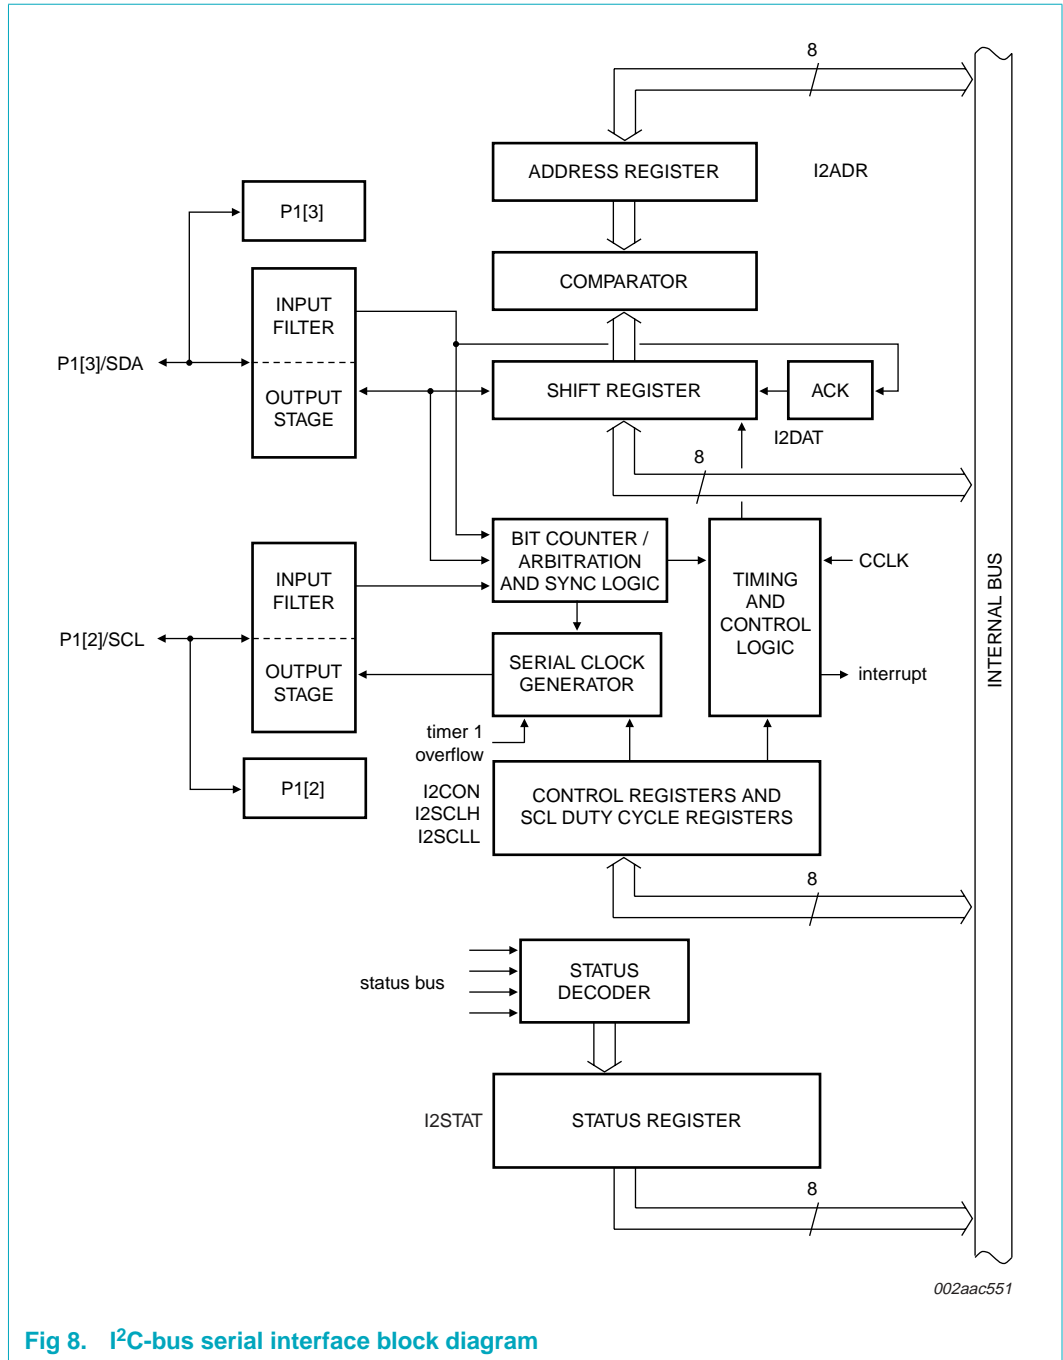 8
ADDRESS REGISTER
I2ADR
P1[3]
COMPARATOR
INPUT
FILTER
P1[3]/SDA
OUTPUT
STAGE
SHIFT REGISTER
ACK
I2DAT
8
BIT COUNTER /
ARBITRATION
AND SYNC LOGIC
INPUT
FILTER
TIMING
AND
CONTROL
LOGIC
CCLK
INTERNAL BUS
P1[2]/SCL
OUTPUT
STAGE
SERIAL CLOCK
GENERATOR
interrupt
timer 1
overflow
P1[2]
I2CON
I2SCLH
I2SCLL
CONTROL REGISTERS AND
SCL DUTY CYCLE REGISTERS
8
status bus
STATUS
DECODER
I2STAT
STATUS REGISTER
8
002aac551
Fig 8. I²C-bus serial interface block diagram